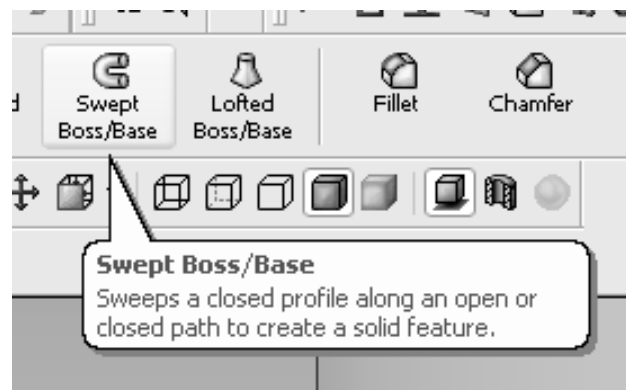 d
Swept
Boss/Base
Lofted
Boss/Base
Fillet
Chamfer
Swept Boss/Base
Sweeps a closed profile along an open or
closed path to create a solid feature.